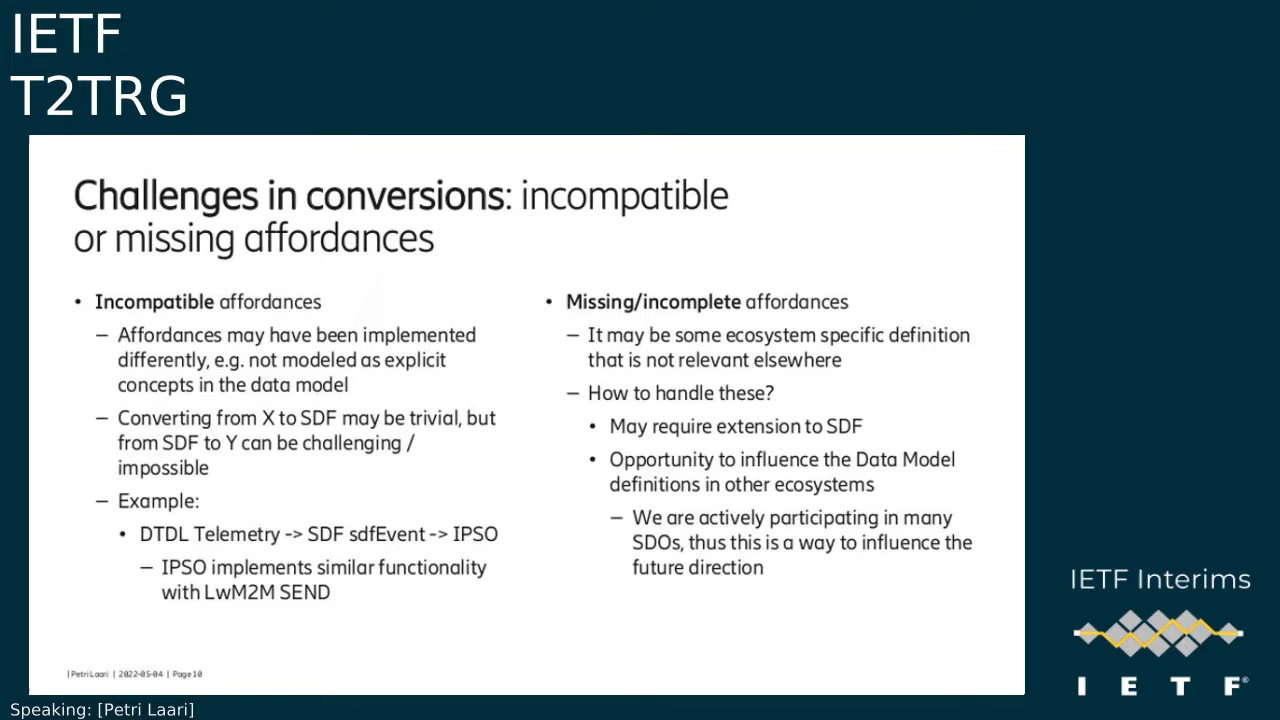 IETF
T2TRG
Challenges in conversions: incompatible
or missing affordances
• Incompatible affordances
– Affordances may have been implemented
differently, e.g. not modeled as explicit
concepts in the data model
– Converting from X to SDF may be trivial, but
from SDF to Y can be challenging /
impossible
– Example:
• DTDL Telemetry -> SDF sdfEvent -> IPSO
– IPSO implements similar functionality
with LwM2M SEND
• Missing/incomplete affordances
– It may be some ecosystem specific definition
that is not relevant elsewhere
– How to handle these?
• May require extension to SDF
• Opportunity to influence the Data Model
definitions in other ecosystems
– We are actively participating in many
SDOs, thus this is a way to influence the
future direction
| Petri Laari | 2022-05-04 | Page 10
IETF Interims
I E T F®
Speaking: [Petri Laari]